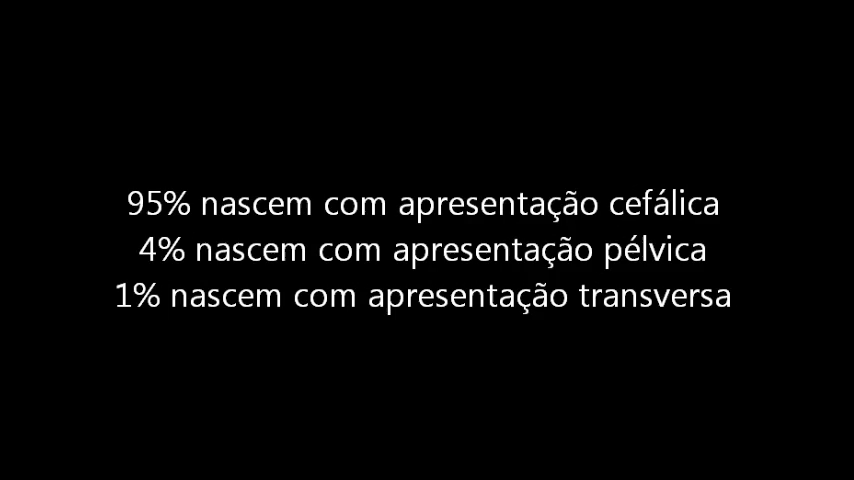 95% nascem com apresentação cefálica
4% nascem com apresentação pélvica
1% nascem com apresentação transversa